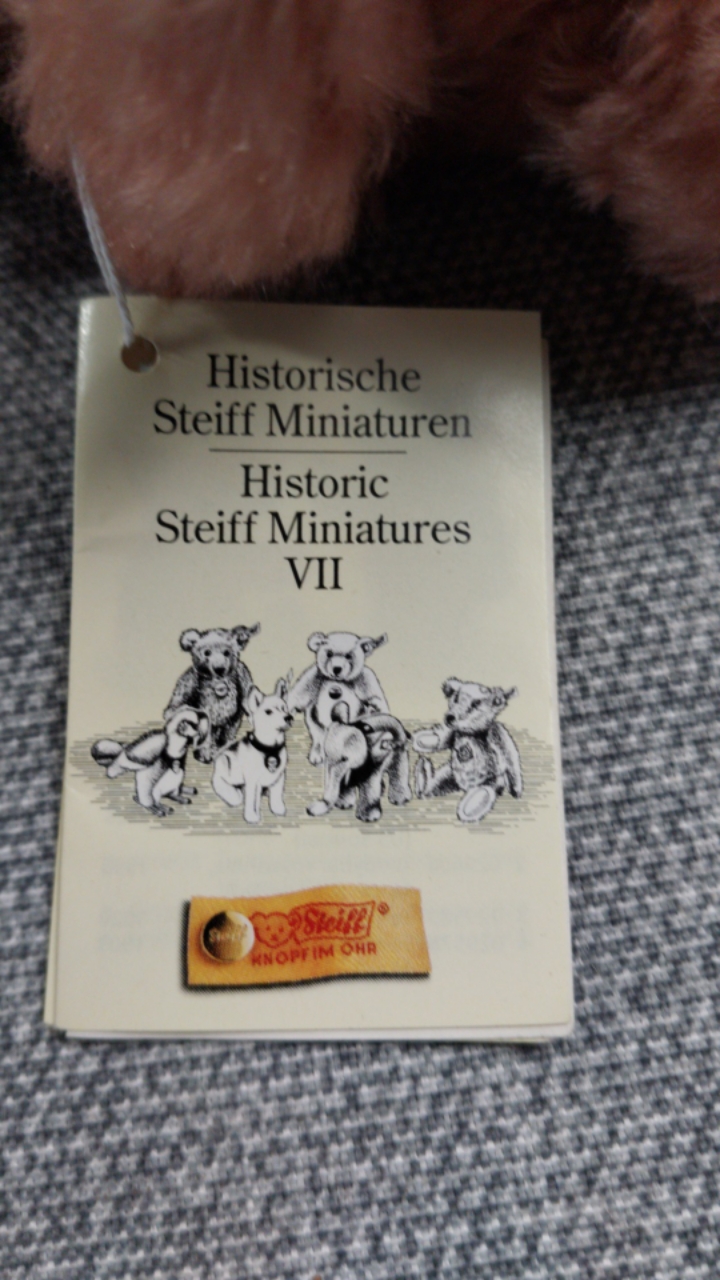 Historische
Steiff Miniaturen
Historic
Steiff Miniatures
VII
Steiff ®
KNOPF IM OHR